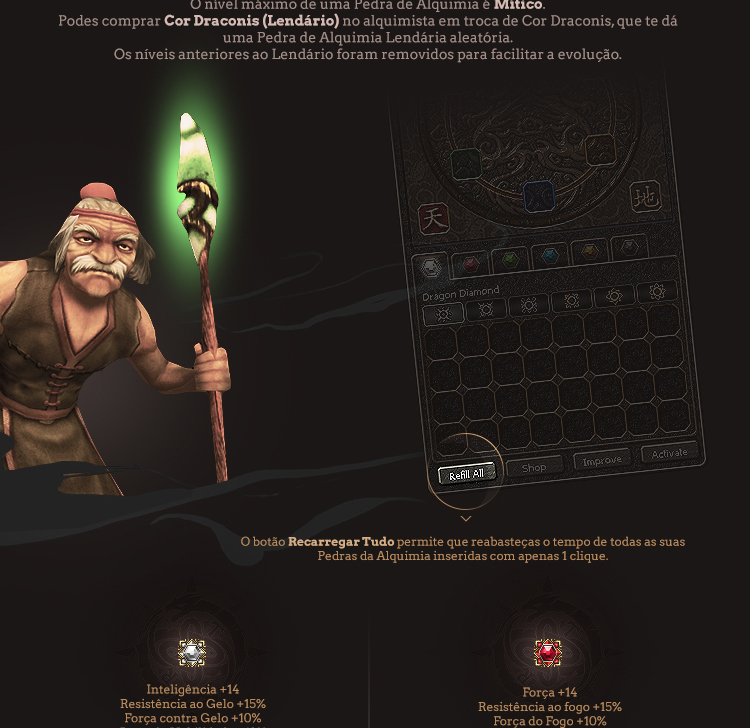 O nível máximo de uma Pedra de Alquimia é Mítico.
Podes comprar Cor Draconis (Lendário) no alquimista em troca de Cor Draconis, que te dá
uma Pedra de Alquimia Lendária aleatória.
Os níveis anteriores ao Lendário foram removidos para facilitar a evolução.
天
地
Dragon Diamond
Refill All
Shop
Improve
Activate
O botão Recarregar Tudo permite que reabasteças o tempo de todas as suas
Pedras da Alquimia inseridas com apenas 1 clique.
Inteligência +14
Resistência ao Gelo +15%
Força contra Gelo +10%
Força +14
Resistência ao fogo +15%
Força do Fogo +10%